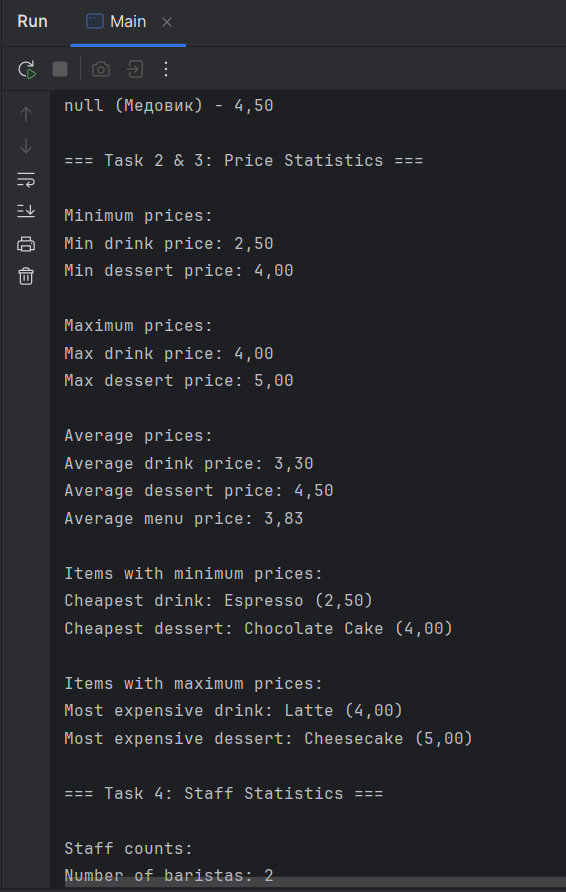 Run
Main
null (Медовик) - 4,50
=== Task 2 & 3: Price Statistics ===
Minimum prices:
Min drink price: 2,50
Min dessert price: 4,00
Maximum prices:
Max drink price: 4,00
Max dessert price: 5,00
Average prices:
Average drink price: 3,30
Average dessert price: 4,50
Average menu price: 3,83
Items with minimum prices:
Cheapest drink: Espresso (2,50)
Cheapest dessert: Chocolate Cake (4,00)
Items with maximum prices:
Most expensive drink: Latte (4,00)
Most expensive dessert: Cheesecake (5,00)
=== Task 4: Staff Statistics ===
Staff counts:
Number of baristas: 2